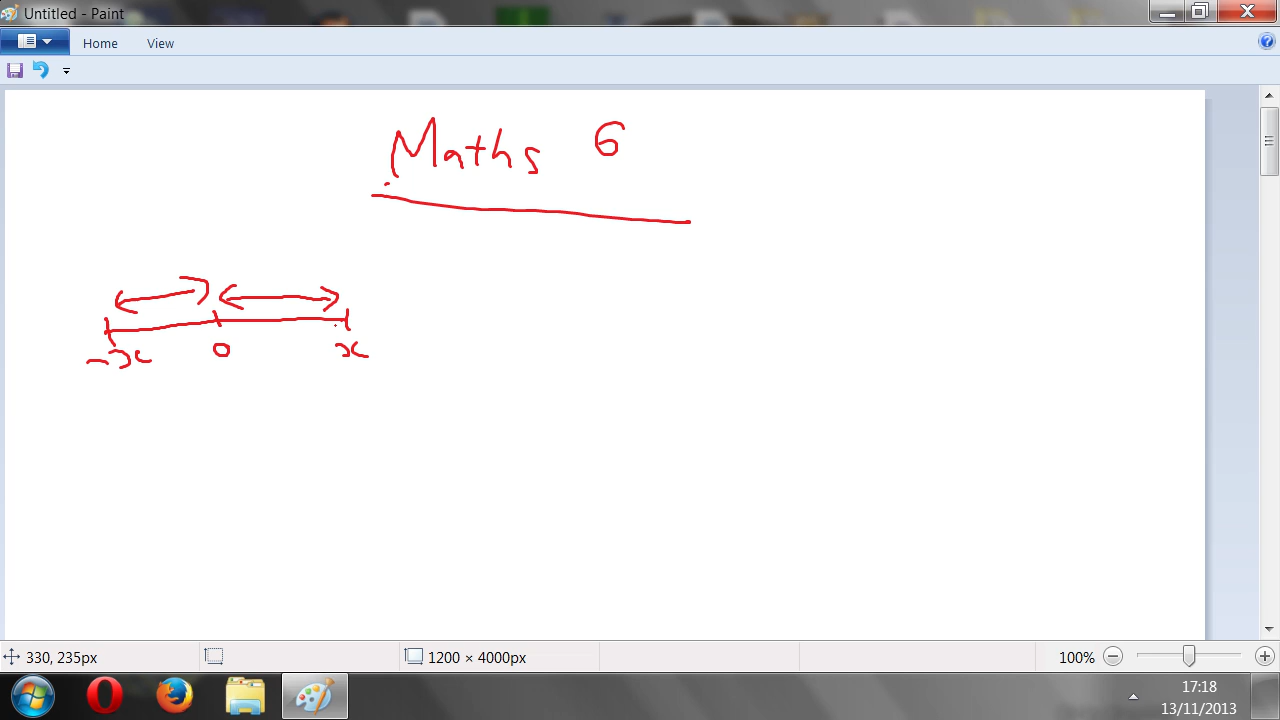 Untitled - Paint
Home View
Maths 6
-x 0 x
330, 235px 1200 × 4000px 100%
17:18
13/11/2013